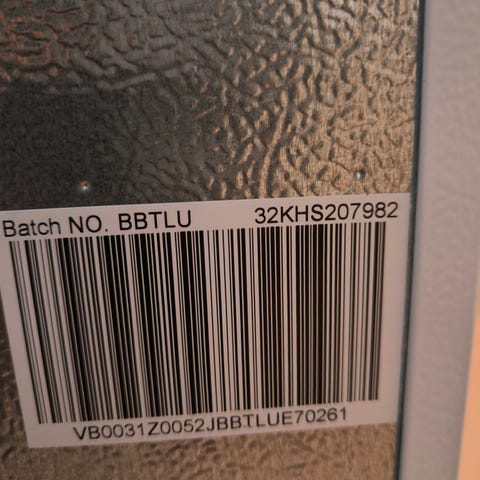 Batch NO. BBTLU 32KHS207982
VB0031Z0052JBBTLUE70261